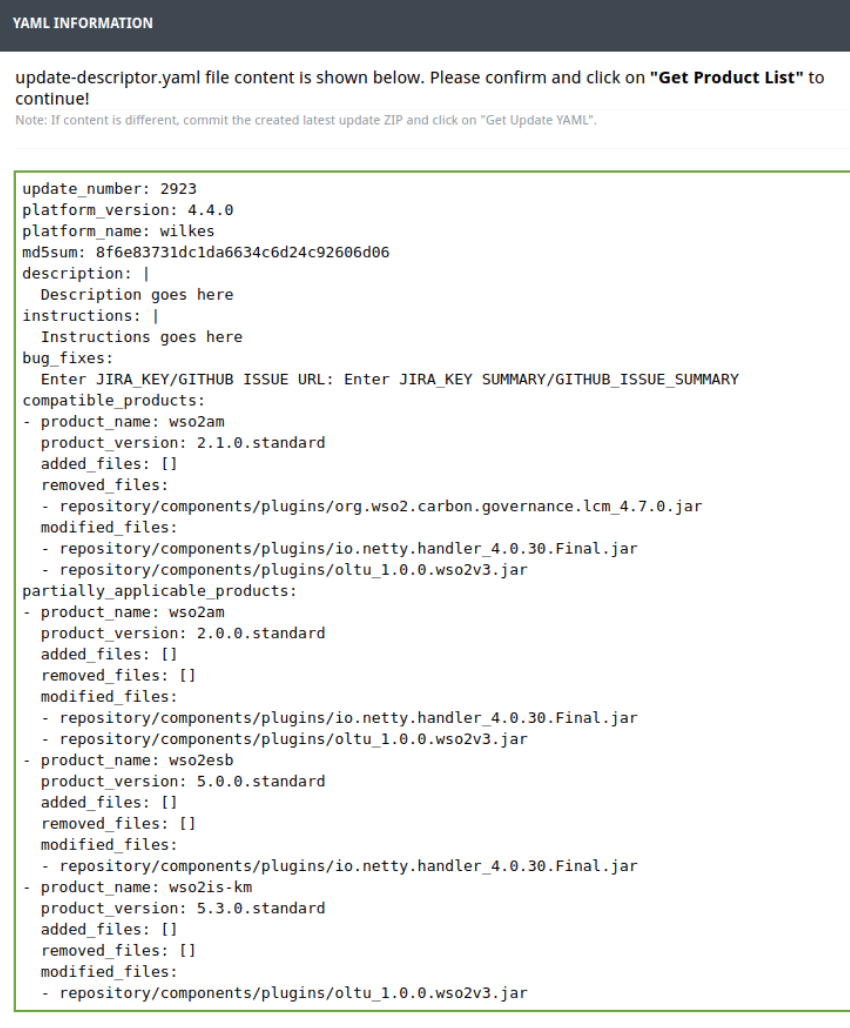 YAML INFORMATION
update-descriptor.yaml file content is shown below. Please confirm and click on "Get Product List" to
continue!
Note: If content is different, commit the created latest update ZIP and click on "Get Update YAML".
update_number: 2923
platform_version: 4.4.0
platform_name: wilkes
md5sum: 8f6e83731dc1da6634c6d24c92606d06
description: |
  Description goes here
instructions: |
  Instructions goes here
bug_fixes:
  Enter JIRA_KEY/GITHUB ISSUE URL: Enter JIRA_KEY SUMMARY/GITHUB_ISSUE_SUMMARY
compatible_products:
- product_name: wso2am
  product_version: 2.1.0.standard
  added_files: []
  removed_files:
  - repository/components/plugins/org.wso2.carbon.governance.lcm_4.7.0.jar
  modified_files:
  - repository/components/plugins/io.netty.handler_4.0.30.Final.jar
  - repository/components/plugins/oltu_1.0.0.wso2v3.jar
partially_applicable_products:
- product_name: wso2am
  product_version: 2.0.0.standard
  added_files: []
  removed_files: []
  modified_files:
  - repository/components/plugins/io.netty.handler_4.0.30.Final.jar
  - repository/components/plugins/oltu_1.0.0.wso2v3.jar
- product_name: wso2esb
  product_version: 5.0.0.standard
  added_files: []
  removed_files: []
  modified_files:
  - repository/components/plugins/io.netty.handler_4.0.30.Final.jar
- product_name: wso2is-km
  product_version: 5.3.0.standard
  added_files: []
  removed_files: []
  modified_files:
  - repository/components/plugins/oltu_1.0.0.wso2v3.jar